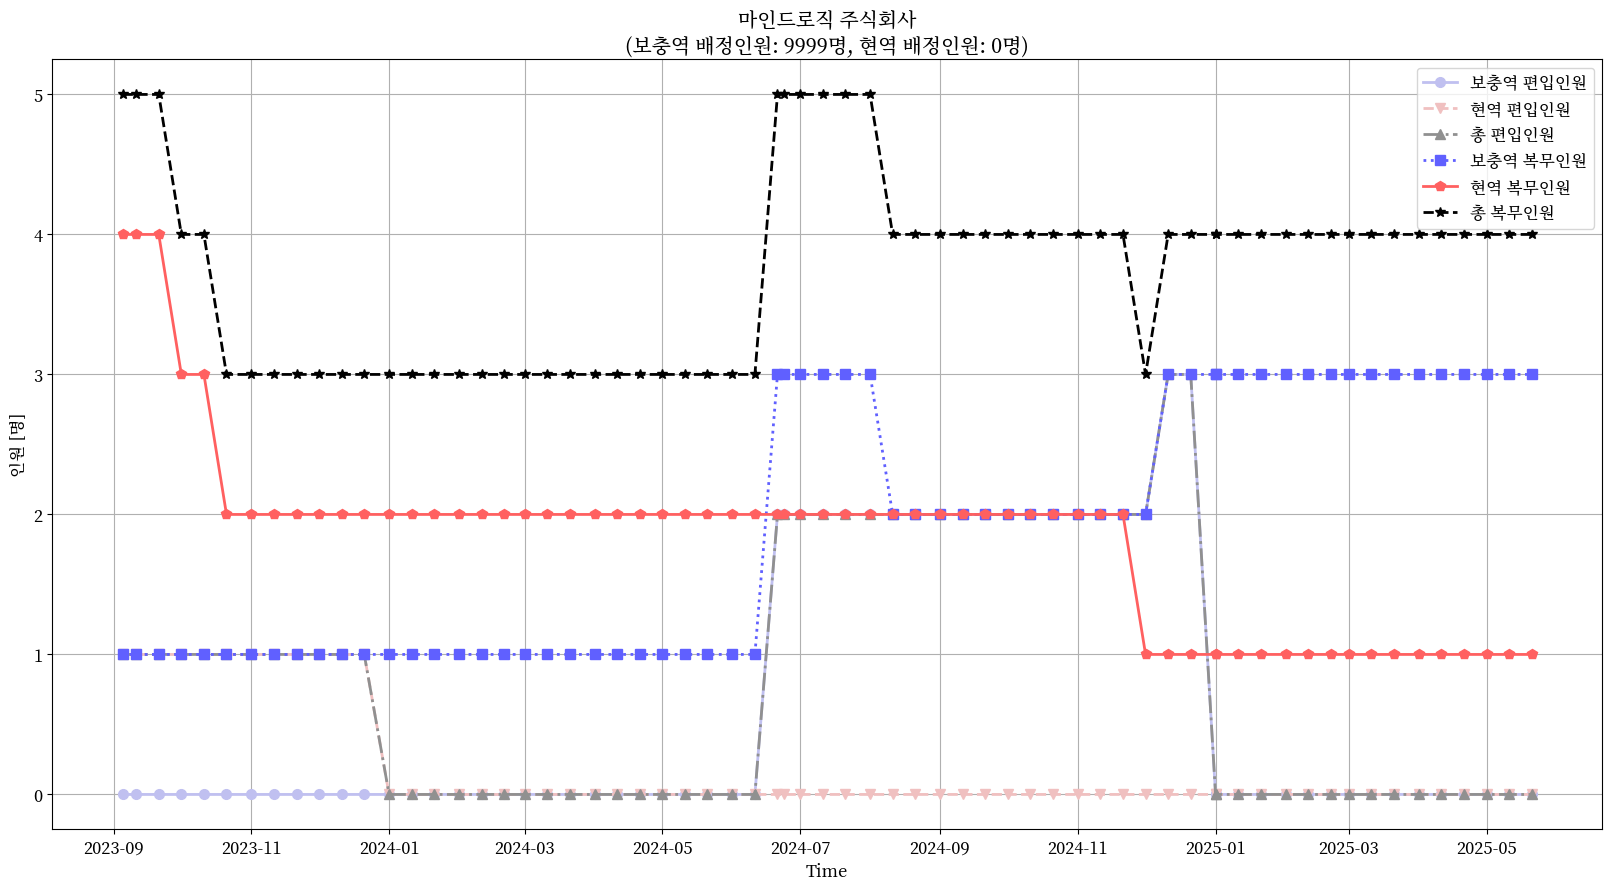 마인드로직 주식회사
(보충역 배정인원: 9999명, 현역 배정인원: 0명)
보충역 편입인원
현역 편입인원
총 편입인원
보충역 복무인원
현역 복무인원
총 복무인원
인원 [명]
5
4
3
2
1
0
2023-09 2023-11 2024-01 2024-03 2024-05 2024-07 2024-09 2024-11 2025-01 2025-03 2025-05
Time